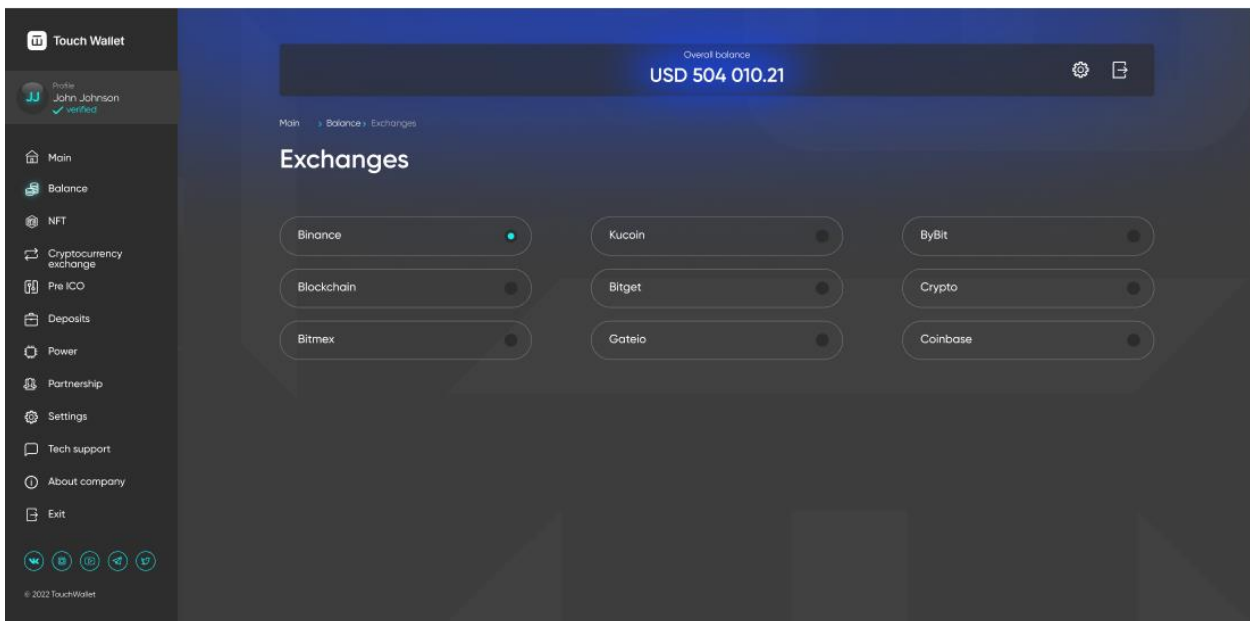 Touch Wallet
Profile
JJ
John Johnson
verified
Main
Balance
NFT
Cryptocurrency
exchange
Pre ICO
Deposits
Power
Partnership
Settings
Tech support
About company
Exit
© 2022 TouchWallet
Overall balance
USD 504 010.21
Main › Balance › Exchanges
Exchanges
Binance
Kucoin
ByBit
Blockchain
Bitget
Crypto
Bitmex
Gateio
Coinbase